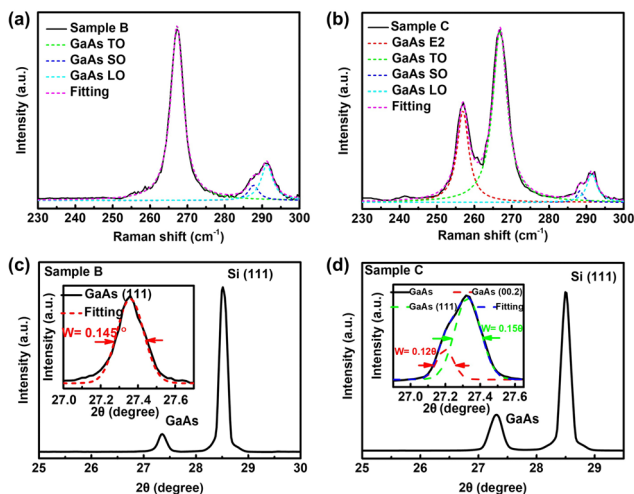 (a)
Sample B
GaAs TO
GaAs SO
GaAs LO
Fitting
Intensity (a.u.)
230 240 250 260 270 280 290 300
Raman shift (cm-1)
(b)
Sample C
GaAs E2
GaAs TO
GaAs SO
GaAs LO
Fitting
Intensity (a.u.)
230 240 250 260 270 280 290 300
Raman shift (cm-1)
(c) Sample B
Si (111)
GaAs (111)
Fitting
W= 0.145°
Intensity (a.u.)
27.0 27.2 27.4 27.6
2θ (degree)
GaAs
Intensity (a.u.)
25 26 27 28 29 30
2θ (degree)
(d) Sample C
Si (111)
GaAs GaAs (00.2)
GaAs (111) Fitting
W= 0.150
W= 0.120
Intensity (a.u.)
27.0 27.2 27.4 27.6
2θ (degree)
GaAs
Intensity (a.u.)
25 26 27 28 29
2θ (degree)